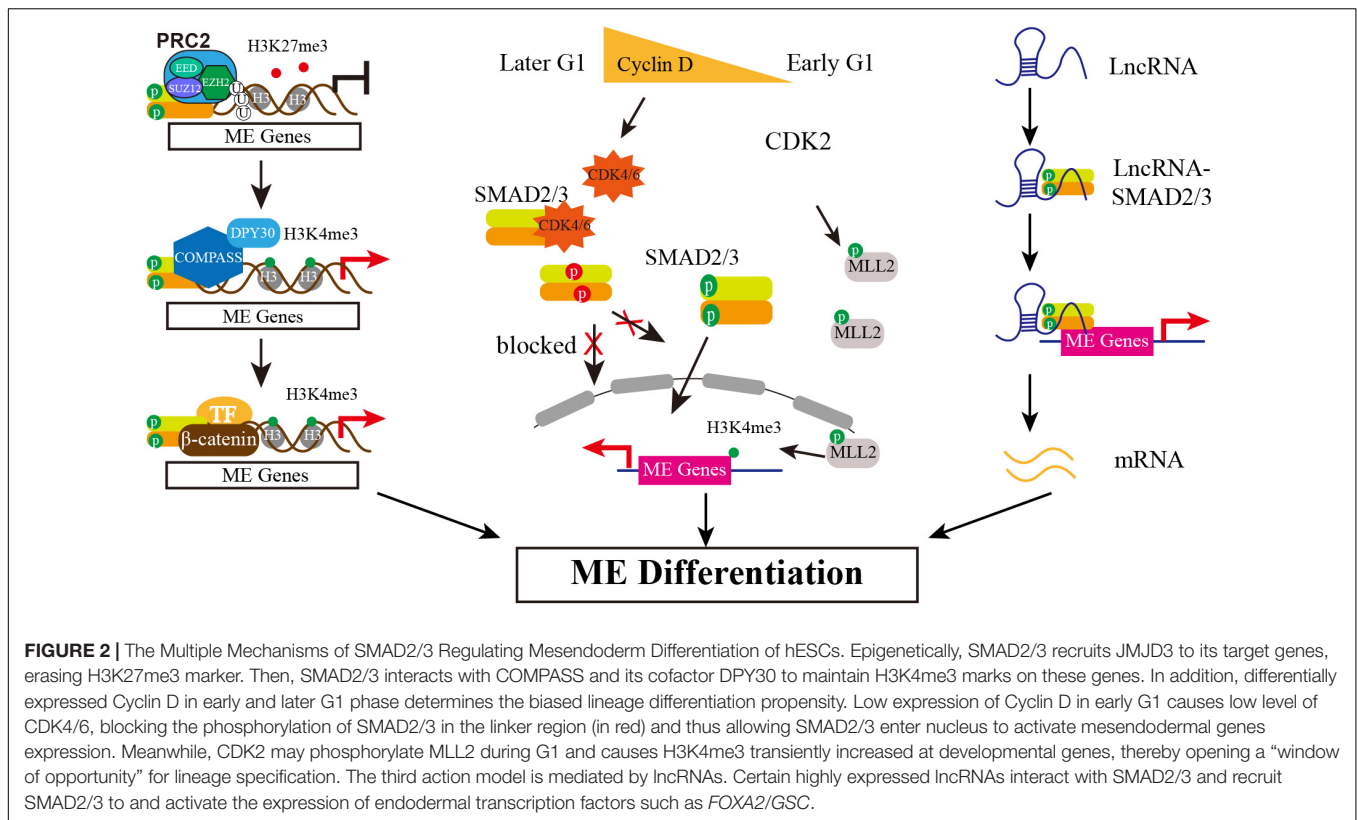 PRC2
H3K27me3
EED
SUZ12
EZH2
U
U
U
H3
H3
p
p
ME Genes
DPY30
H3K4me3
COMPASS
p
p
H3
H3
ME Genes
TF
H3K4me3
β-catenin
p
p
H3
H3
ME Genes
Later G1
Cyclin D
Early G1
CDK2
CDK4/6
SMAD2/3
CDK4/6
p
p
SMAD2/3
p
p
p
MLL2
p
MLL2
blocked
X
X
H3K4me3
p
MLL2
ME Genes
LncRNA
LncRNA-
SMAD2/3
p
p
p
p
ME Genes
mRNA
ME Differentiation
FIGURE 2 | The Multiple Mechanisms of SMAD2/3 Regulating Mesendoderm Differentiation of hESCs. Epigenetically, SMAD2/3 recruits JMJD3 to its target genes,
erasing H3K27me3 marker. Then, SMAD2/3 interacts with COMPASS and its cofactor DPY30 to maintain H3K4me3 marks on these genes. In addition, differentially
expressed Cyclin D in early and later G1 phase determines the biased lineage differentiation propensity. Low expression of Cyclin D in early G1 causes low level of
CDK4/6, blocking the phosphorylation of SMAD2/3 in the linker region (in red) and thus allowing SMAD2/3 enter nucleus to activate mesendodermal genes
expression. Meanwhile, CDK2 may phosphorylate MLL2 during G1 and causes H3K4me3 transiently increased at developmental genes, thereby opening a “window
of opportunity” for lineage specification. The third action model is mediated by lncRNAs. Certain highly expressed lncRNAs interact with SMAD2/3 and recruit
SMAD2/3 to and activate the expression of endodermal transcription factors such as FOXA2/GSC.